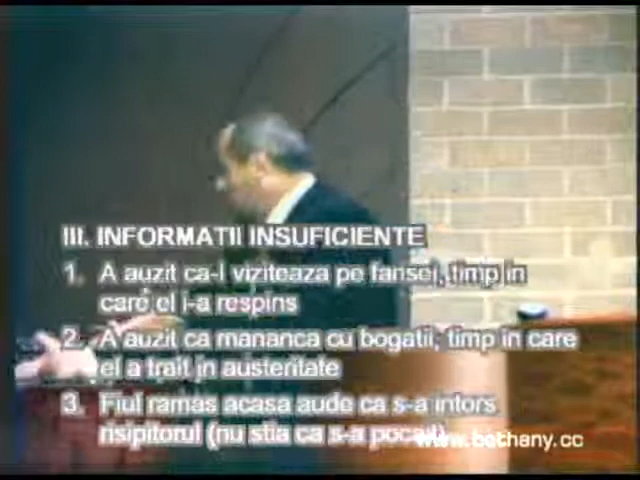 III. INFORMATII INSUFICIENTE
1. A auzit ca-l viziteaza pe farisei, timp in
care el i-a respins
2. A auzit ca mananca cu bogatii, timp in care
el a trait in austeritate
3. Fiul ramas acasa aude ca s-a intors
risipitorul (nu stia ca s-a pocait)
www.bethany.cc